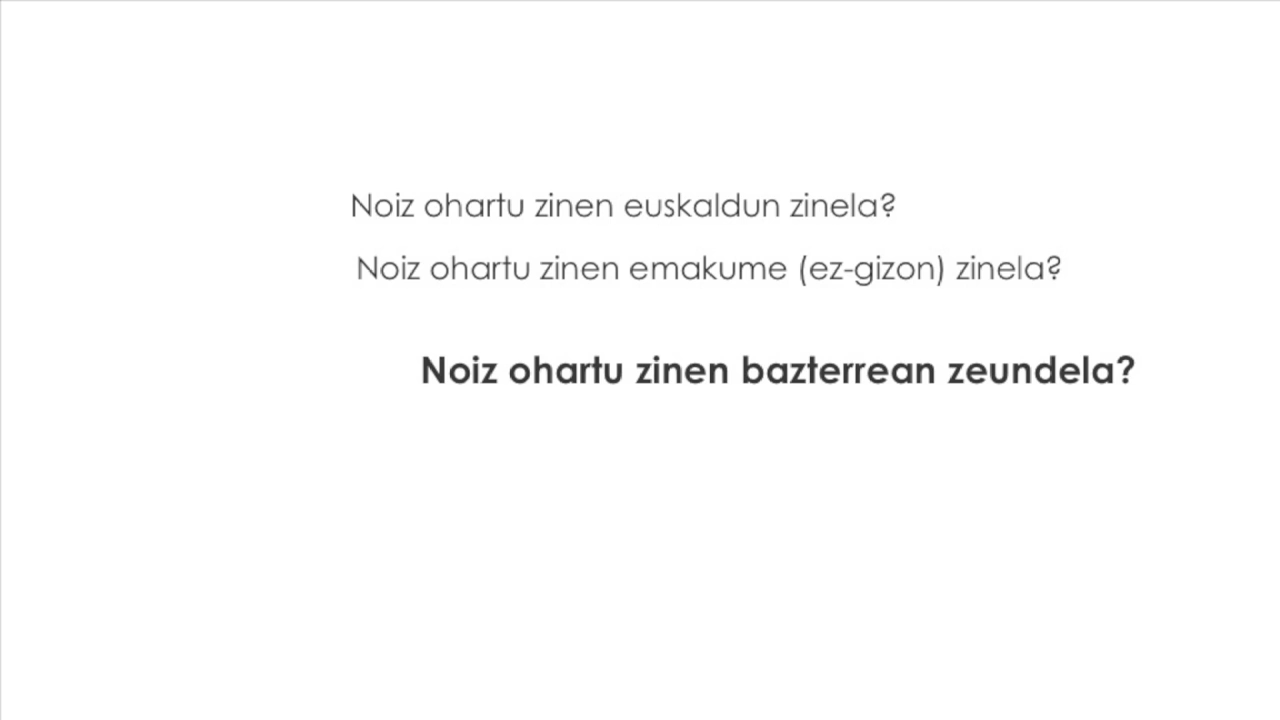 Noiz ohartu zinen euskaldun zinela?
Noiz ohartu zinen emakume (ez-gizon) zinela?
Noiz ohartu zinen bazterrean zeundela?